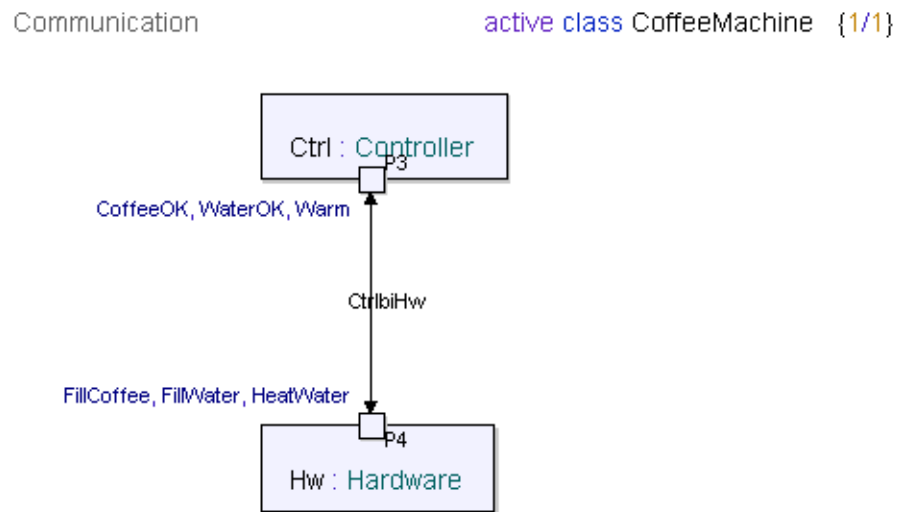 Communication
active class CoffeeMachine {1/1}
Ctrl : Controller
P3
CoffeeOK, WaterOK, Warm
CtrlbiHw
FillCoffee, FillWater, HeatWater
P4
Hw : Hardware